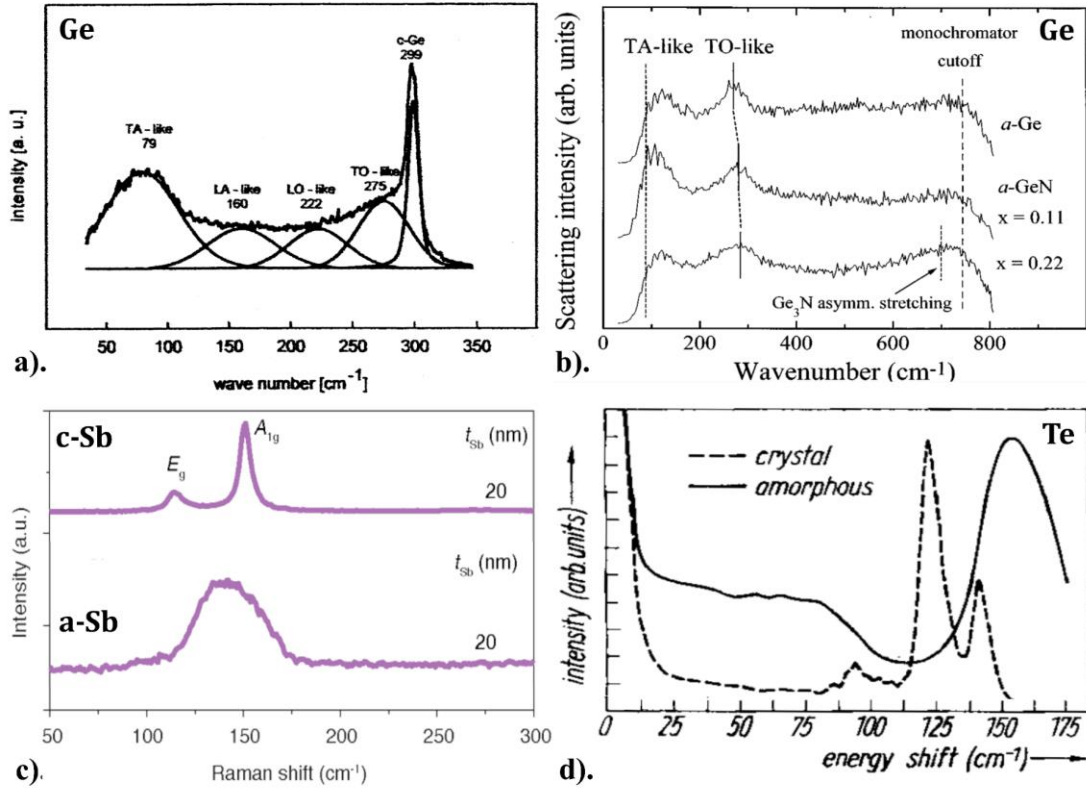 Ge
c-Ge
299
TA - like
79
LA - like
160
LO - like
222
TO - like
275
Intensity [a. u.]
50 100 150 200 250 300 350
wave number [cm⁻¹]
a).
Ge
TA-like TO-like monochromator
cutoff
a-Ge
a-GeN
x = 0.11
x = 0.22
Ge₃N asymm. stretching
Scattering intensity (arb. units)
0 200 400 600 800
Wavenumber (cm⁻¹)
b).
c-Sb
A₁g
Eg
tSb (nm)
20
tSb (nm)
a-Sb
20
Intensity (a.u.)
50 100 150 200 250 300
Raman shift (cm⁻¹)
c).
Te
crystal
amorphous
intensity (arb. units)
0 25 50 75 100 125 150 175
energy shift (cm⁻¹)
d).